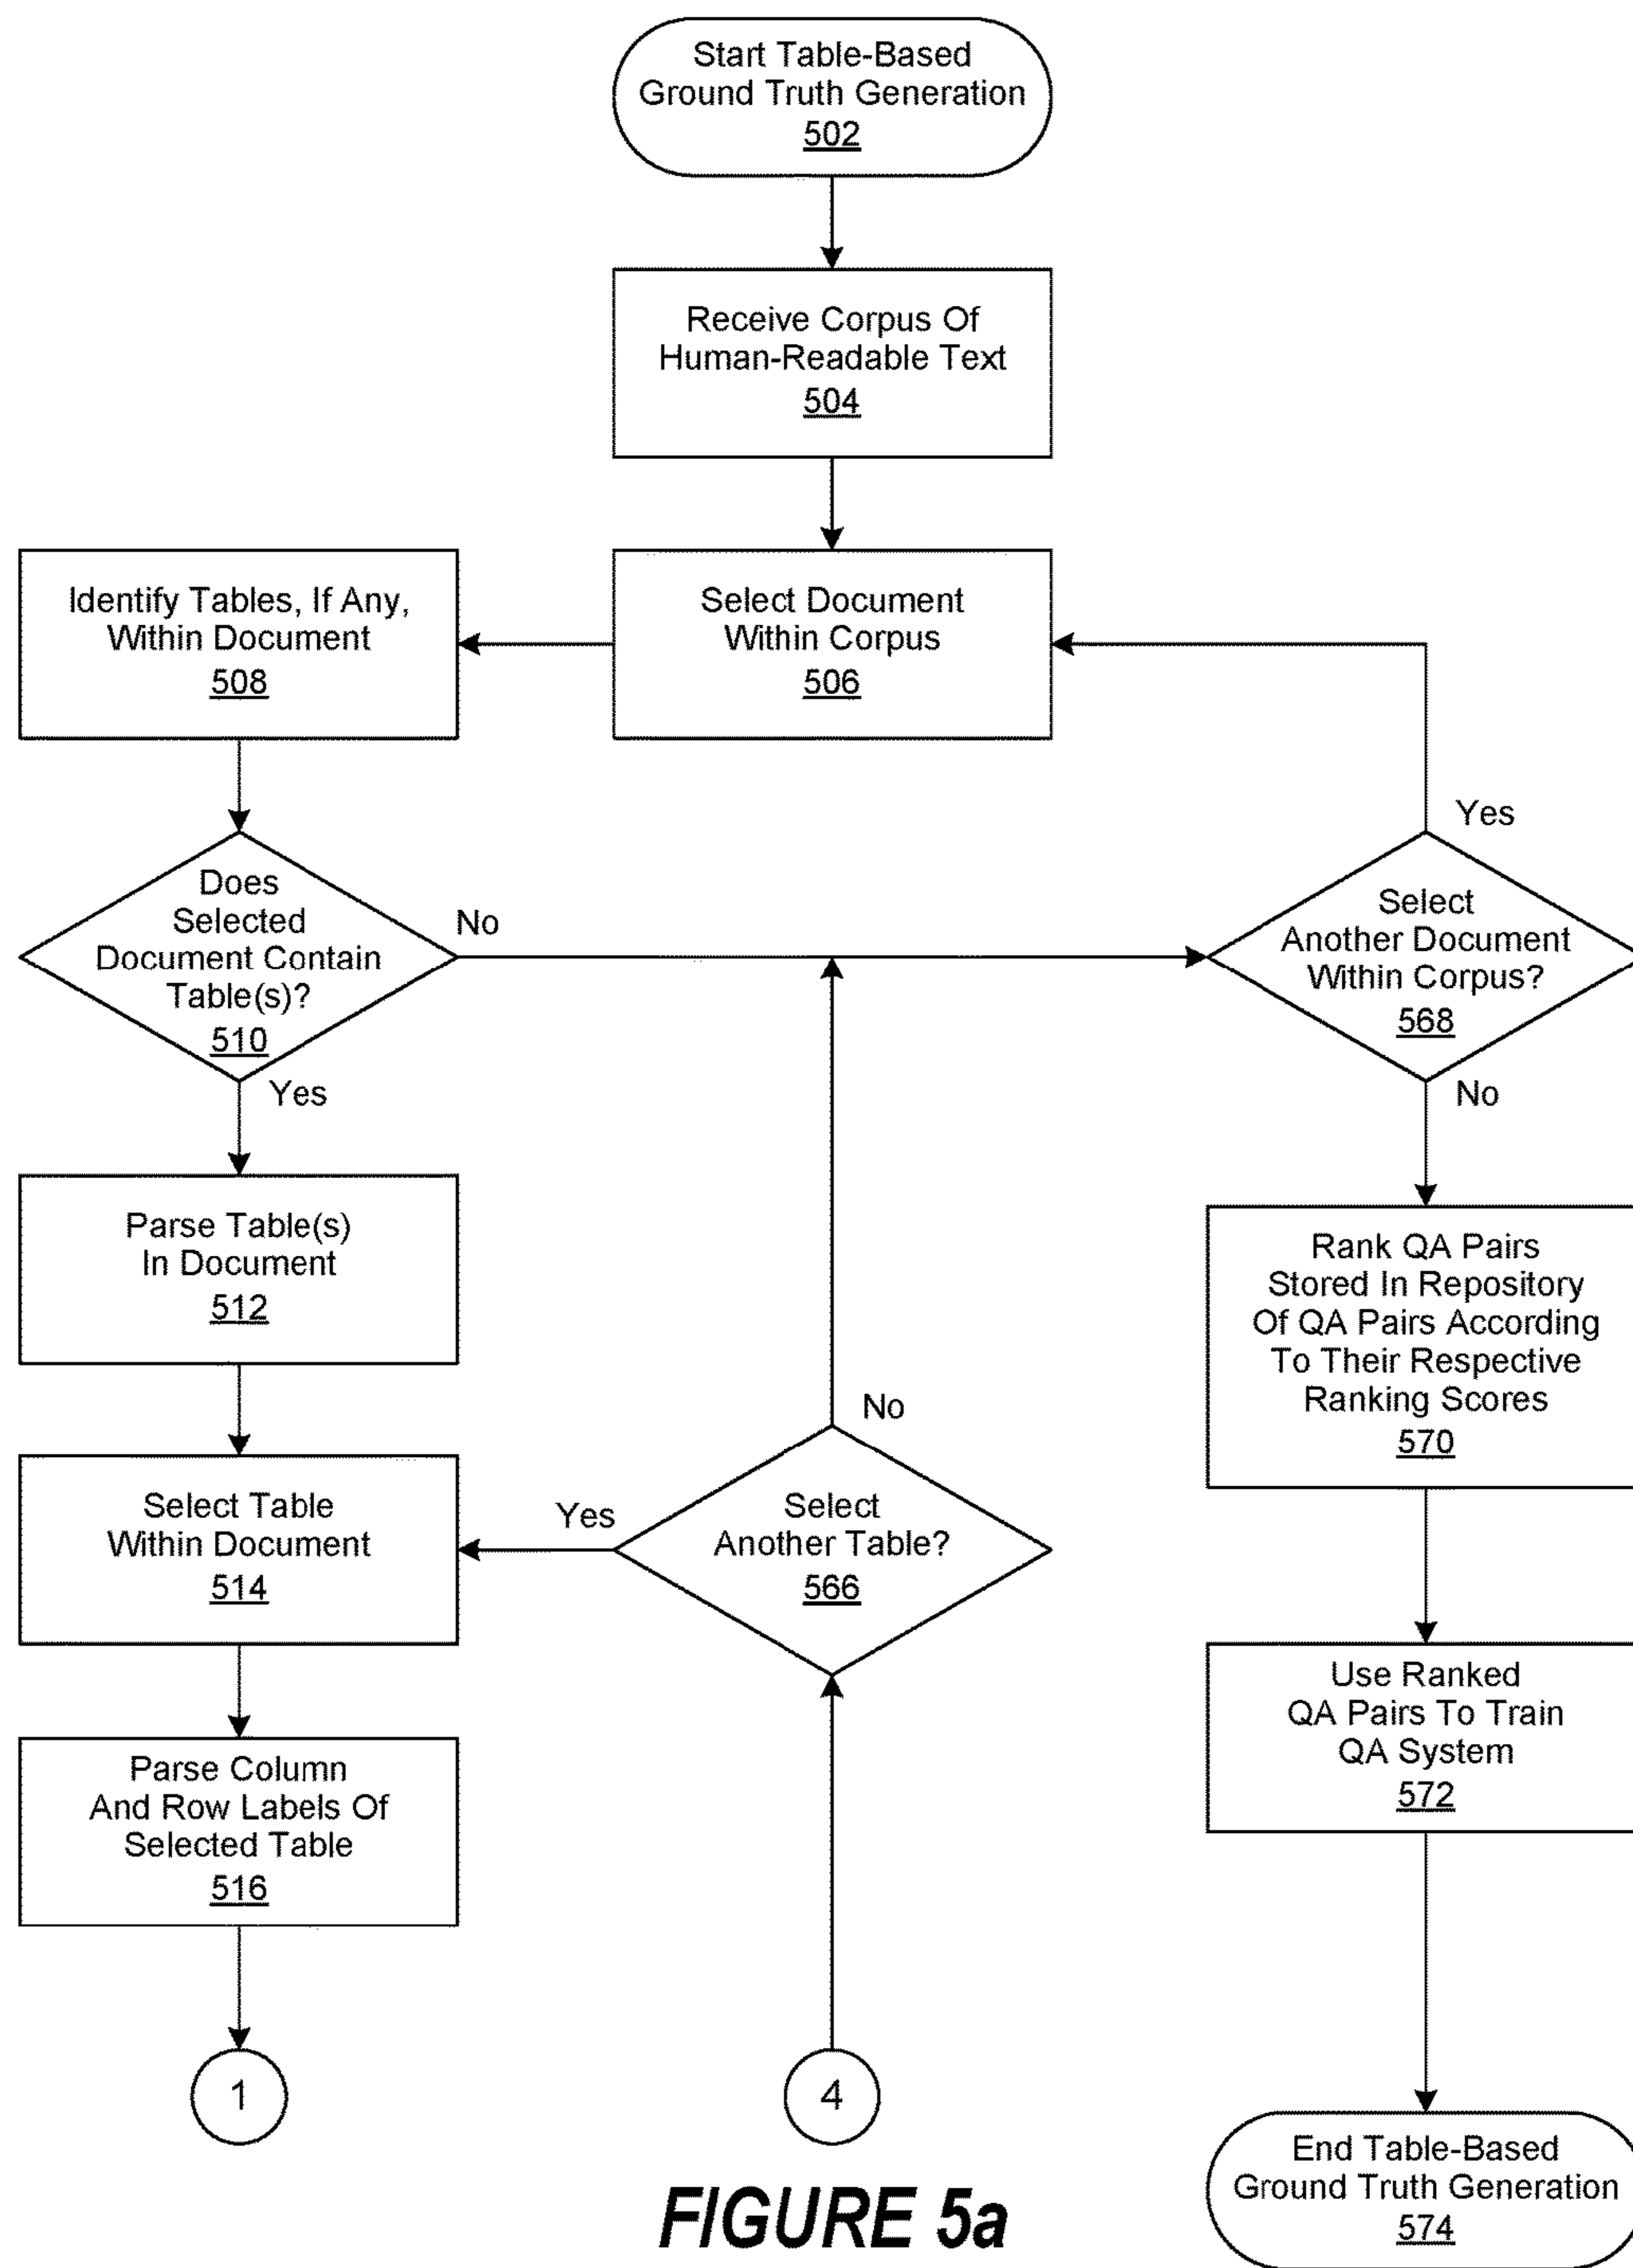 Start Table-Based
Ground Truth Generation
502
Receive Corpus Of
Human-Readable Text
504
Identify Tables, If Any,
Within Document
508
Select Document
Within Corpus
506
Does
Selected
Document Contain
Table(s)?
510
No
Yes
Yes
Select
Another Document
Within Corpus?
568
No
Parse Table(s)
In Document
512
Rank QA Pairs
Stored In Repository
Of QA Pairs According
To Their Respective
Ranking Scores
570
Select Table
Within Document
514
Yes
No
Select
Another Table?
566
Use Ranked
QA Pairs To Train
QA System
572
Parse Column
And Row Labels Of
Selected Table
516
1
4
End Table-Based
Ground Truth Generation
574
FIGURE 5a